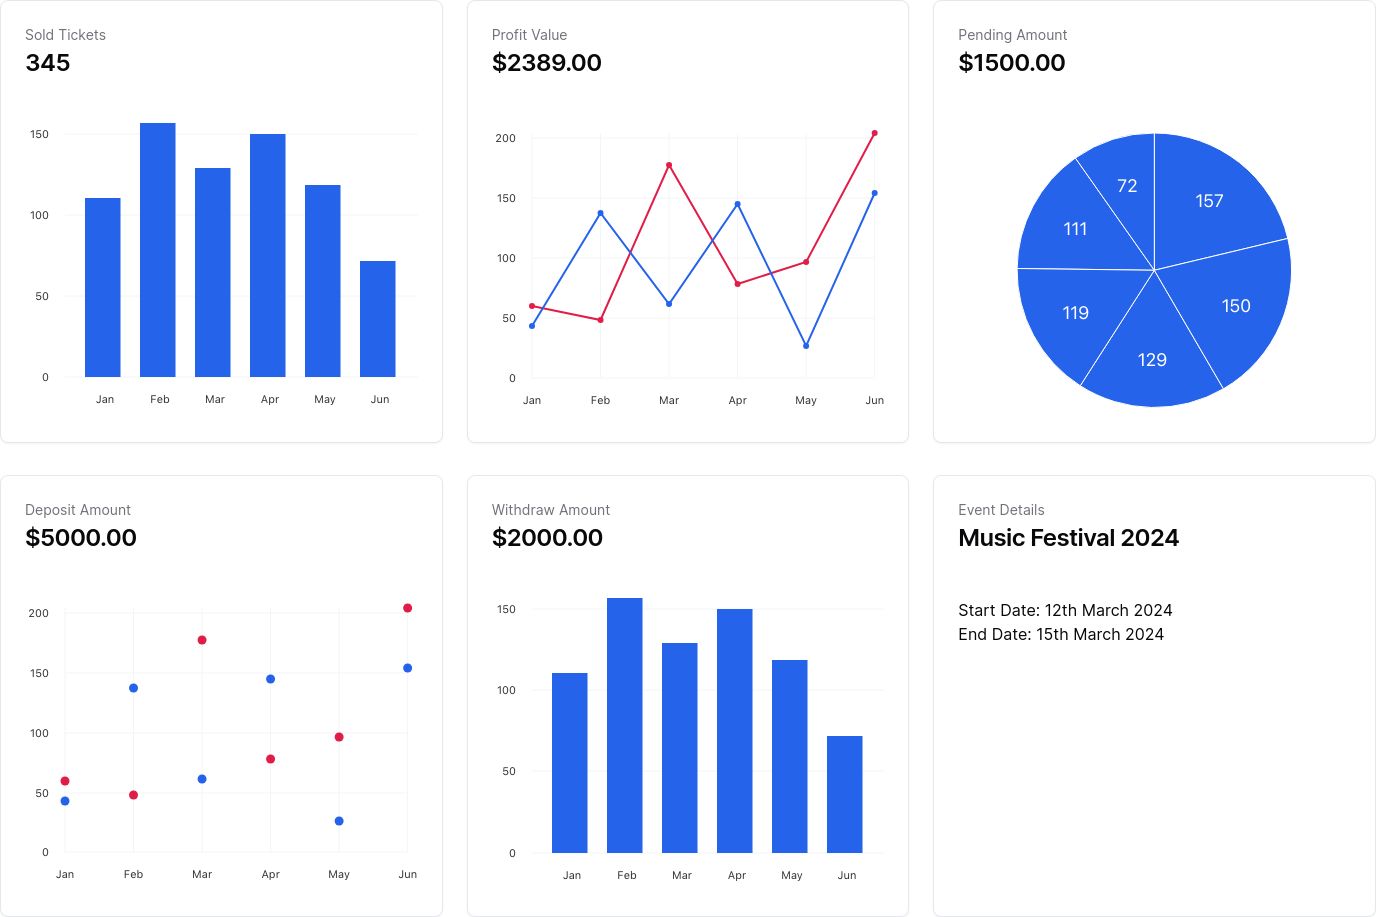 Sold Tickets
345
150
100
50
0
Jan Feb Mar Apr May Jun
Profit Value
$2389.00
200
150
100
50
0
Jan Feb Mar Apr May Jun
Pending Amount
$1500.00
72
157
111
150
119
129
Deposit Amount
$5000.00
200
150
100
50
0
Jan Feb Mar Apr May Jun
Withdraw Amount
$2000.00
150
100
50
0
Jan Feb Mar Apr May Jun
Event Details
Music Festival 2024
Start Date: 12th March 2024
End Date: 15th March 2024